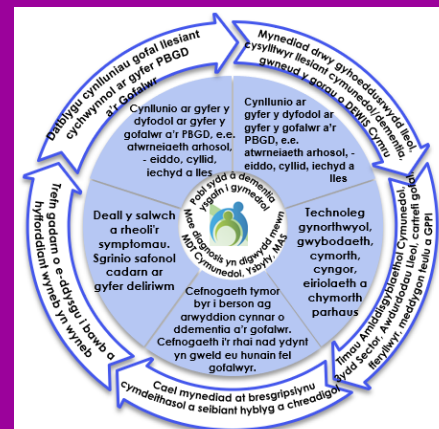 Datblygu cynlluniau gofal llesiant
cychwynnol ar gyfer PBGD
a'r Gofalwr
Mynediad drwy gyhoeddusrwydd lleol,
cysylltwyr llesiant cymunedol/dementia,
gwneud y gorau o DEWIS Cymru
Timau Amlddisgyblaethol Cymunedol,
3ydd Sector, Awdurdodau Lleol, cartrefi gofal,
fferyllwyr, meddygon teulu a GPPI
Cael mynediad at bresgripsiynu
cymdeithasol a seibiant hyblyg a chreadigol
Trefn gadarn o e-ddysgu i bawb a
hyfforddiant wyneb yn wyneb
Cynllunio ar gyfer y
dyfodol ar gyfer y
gofalwr a'r PBGD, e.e.
atwrneiaeth arhosol,
- eiddo, cyllid,
iechyd a lles
Cynllunio ar
gyfer y dyfodol ar
gyfer y gofalwr a'r
PBGD, e.e.
atwrneiaeth arhosol,
- eiddo, cyllid,
iechyd a lles
Technoleg
gynorthwyol,
gwybodaeth,
cymorth,
cyngor,
eiriolaeth a
chymorth
parhaus
Cefnogaeth tymor
byr i berson ag
arwyddion cynnar o
ddementia a'r gofalwr.
Cefnogaeth i'r rhai nad ydynt
yn gweld eu hunain fel
gofalwyr.
Deall y salwch
a rheoli'r
symptomau.
Sgrinio safonol
cadarn ar
gyfer deliriwm
Pobl sydd â dementia
ysgafn i gymedrol
Mae diagnosis yn digwydd mewn
MDT Cymunedol, Ysbyty, MAS